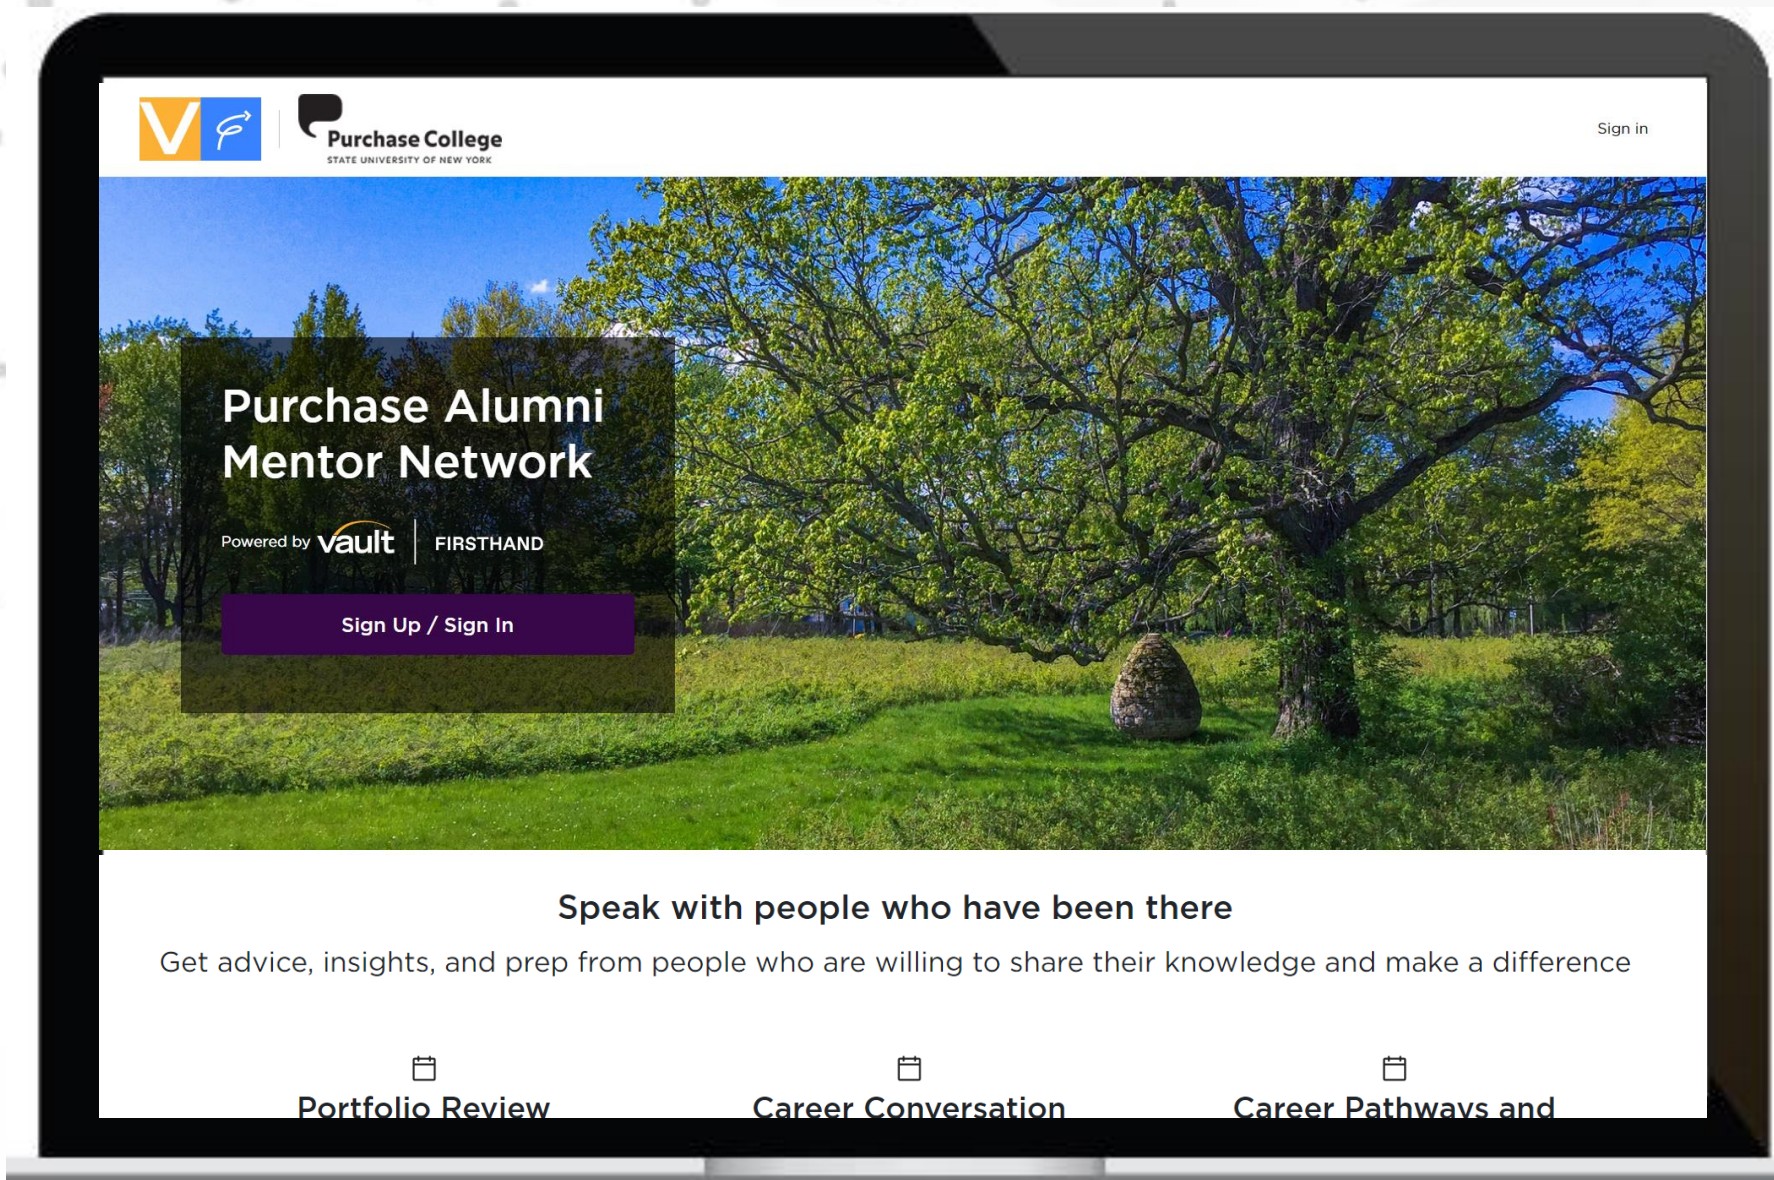 Purchase College
STATE UNIVERSITY OF NEW YORK
Sign in
Purchase Alumni
Mentor Network
Powered by vault | FIRSTHAND
Sign Up / Sign In
Speak with people who have been there
Get advice, insights, and prep from people who are willing to share their knowledge and make a difference
Portfolio Review
Career Conversation
Career Pathways and